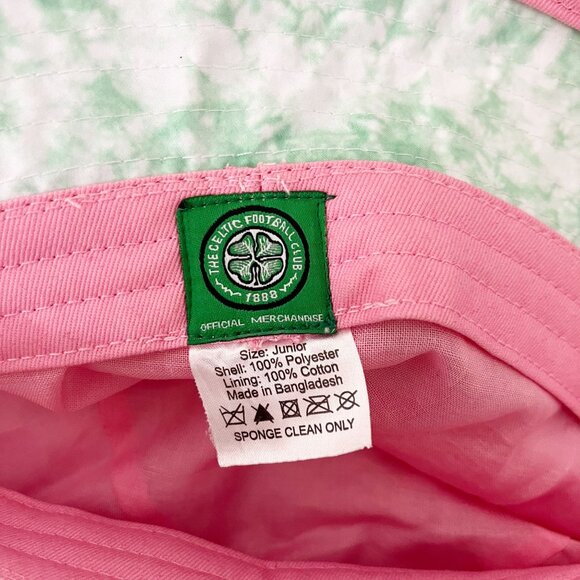 THE CELTIC FOOTBALL CLUB
1888
OFFICIAL MERCHANDISE
Size: Junior
Shell: 100% Polyester
Lining: 100% Cotton
Made in Bangladesh
SPONGE CLEAN ONLY